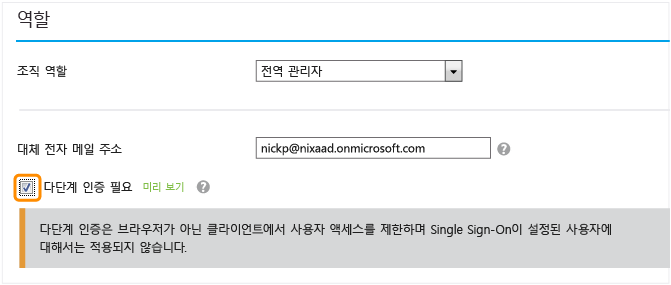 역할
조직 역할
전역 관리자
대체 전자 메일 주소
nickp@nixaad.onmicrosoft.com
?
다단계 인증 필요 미리 보기 ?
다단계 인증은 브라우저가 아닌 클라이언트에서 사용자 액세스를 제한하며 Single Sign-On이 설정된 사용자에
대해서는 적용되지 않습니다.